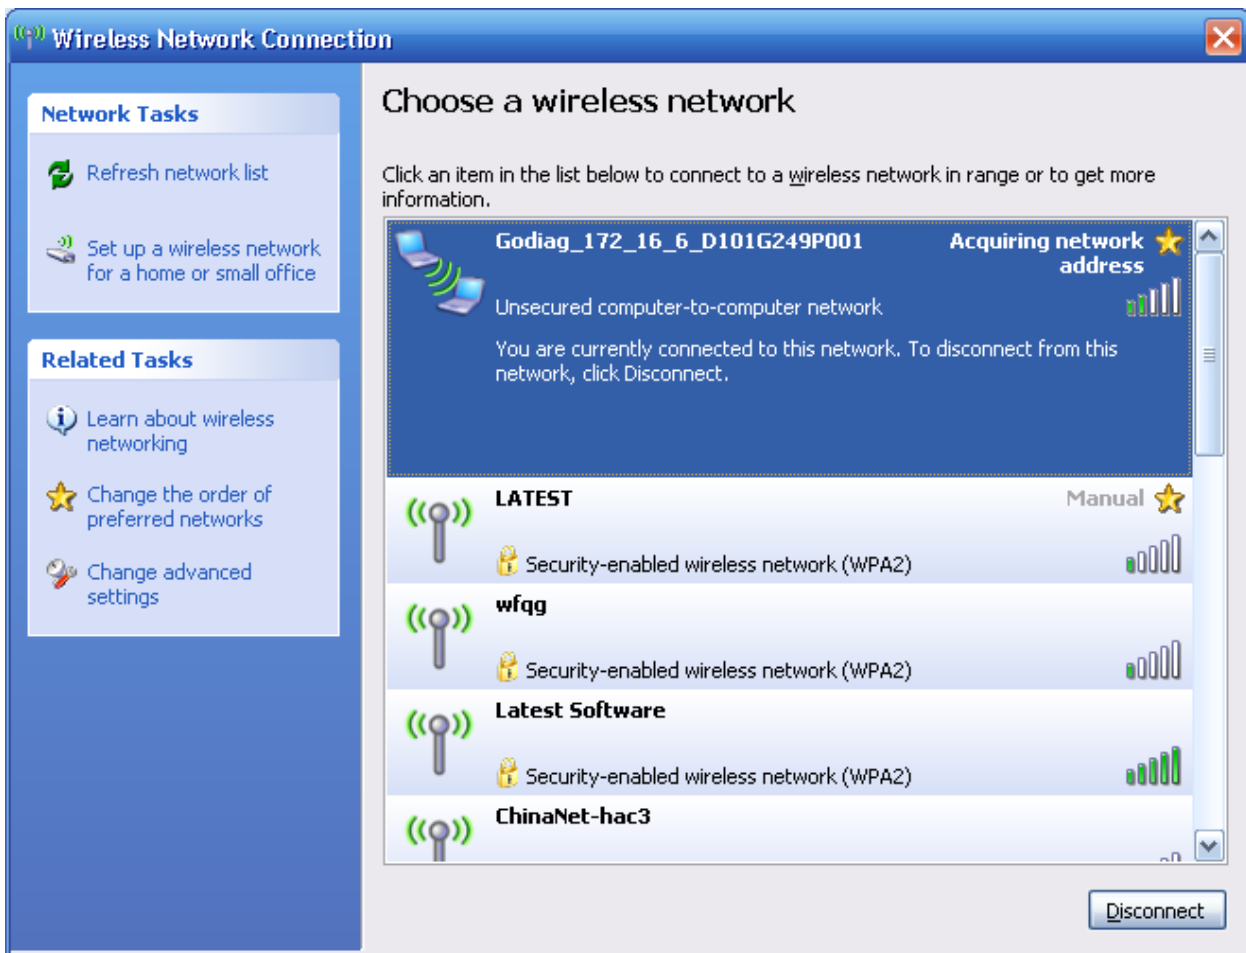 Wireless Network Connection
Network Tasks
Refresh network list
Set up a wireless network
for a home or small office
Related Tasks
Learn about wireless
networking
Change the order of
preferred networks
Change advanced
settings
Choose a wireless network
Click an item in the list below to connect to a wireless network in range or to get more
information.
Godiag_172_16_6_D101G249P001
Acquiring network
address
Unsecured computer-to-computer network
You are currently connected to this network. To disconnect from this
network, click Disconnect.
LATEST
Manual
Security-enabled wireless network (WPA2)
wfqg
Security-enabled wireless network (WPA2)
Latest Software
Security-enabled wireless network (WPA2)
ChinaNet-hac3
Disconnect